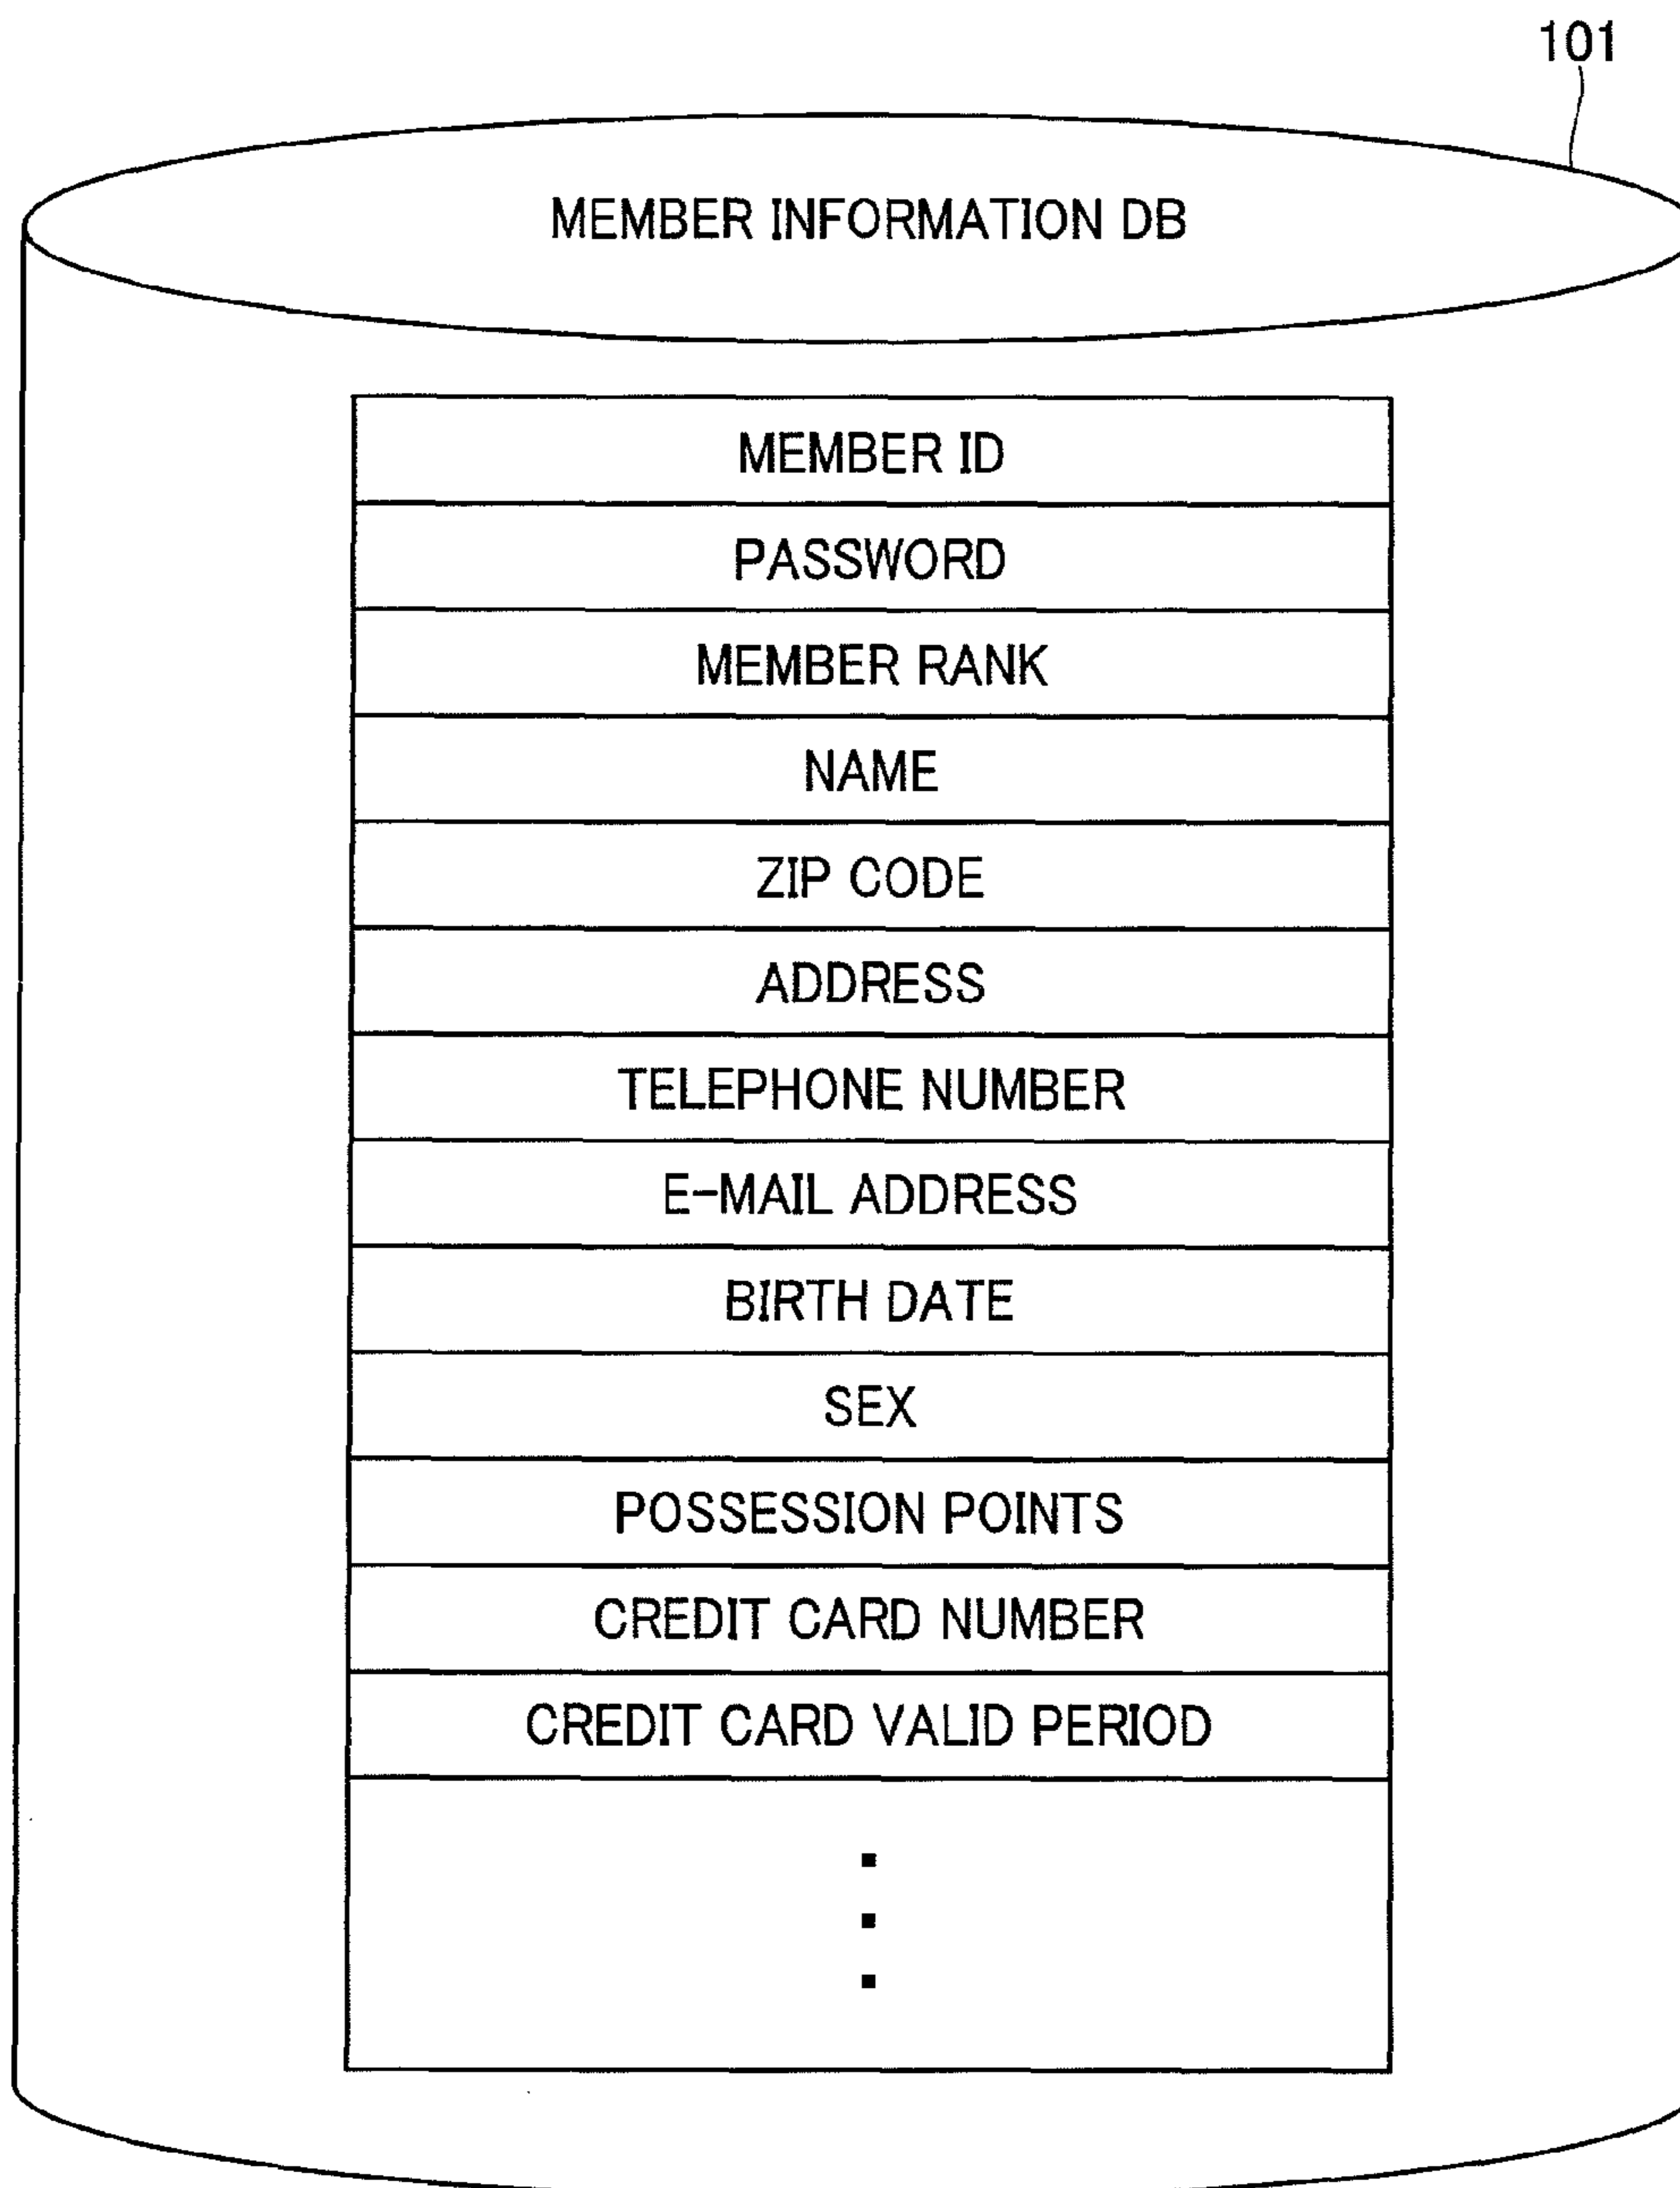 101
MEMBER INFORMATION DB
MEMBER ID
PASSWORD
MEMBER RANK
NAME
ZIP CODE
ADDRESS
TELEPHONE NUMBER
E-MAIL ADDRESS
BIRTH DATE
SEX
POSSESSION POINTS
CREDIT CARD NUMBER
CREDIT CARD VALID PERIOD